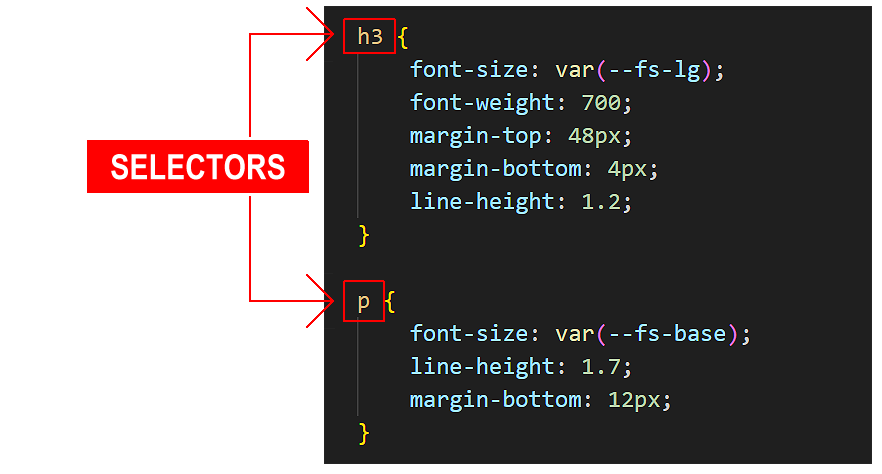 h3 {
font-size: var(--fs-lg);
font-weight: 700;
margin-top: 48px;
SELECTORS
margin-bottom: 4px;
line-height: 1.2;
}
p {
font-size: var(--fs-base);
line-height: 1.7;
margin-bottom: 12px;
}